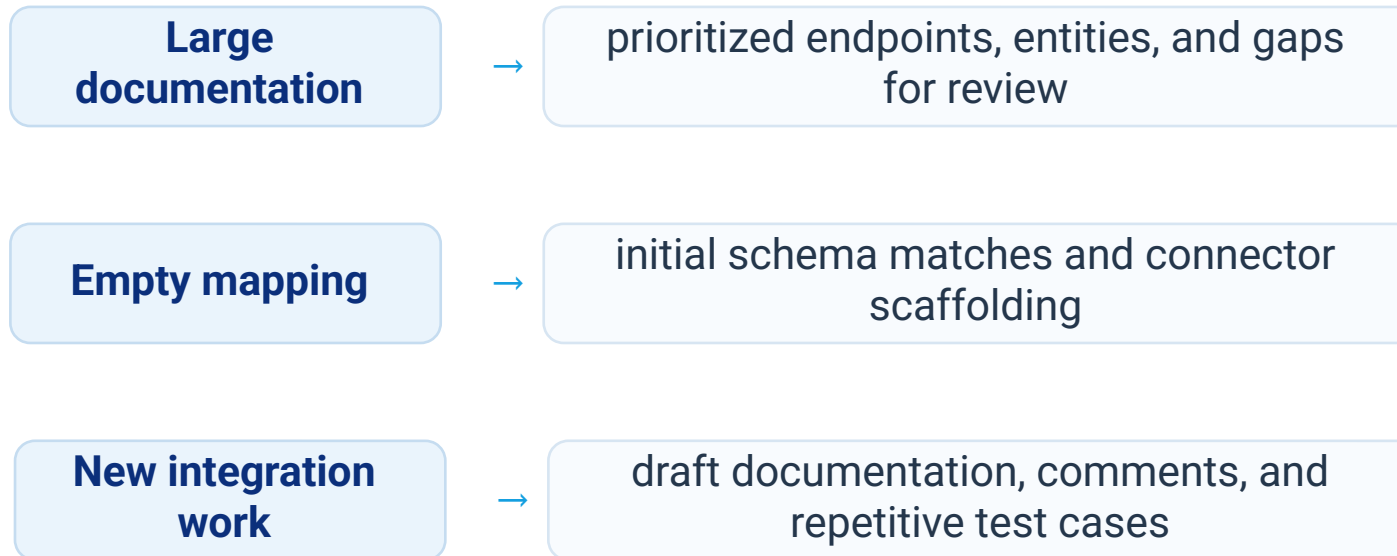 Large
documentation
→
prioritized endpoints, entities, and gaps
for review
Empty mapping
→
initial schema matches and connector
scaffolding
New integration
work
→
draft documentation, comments, and
repetitive test cases